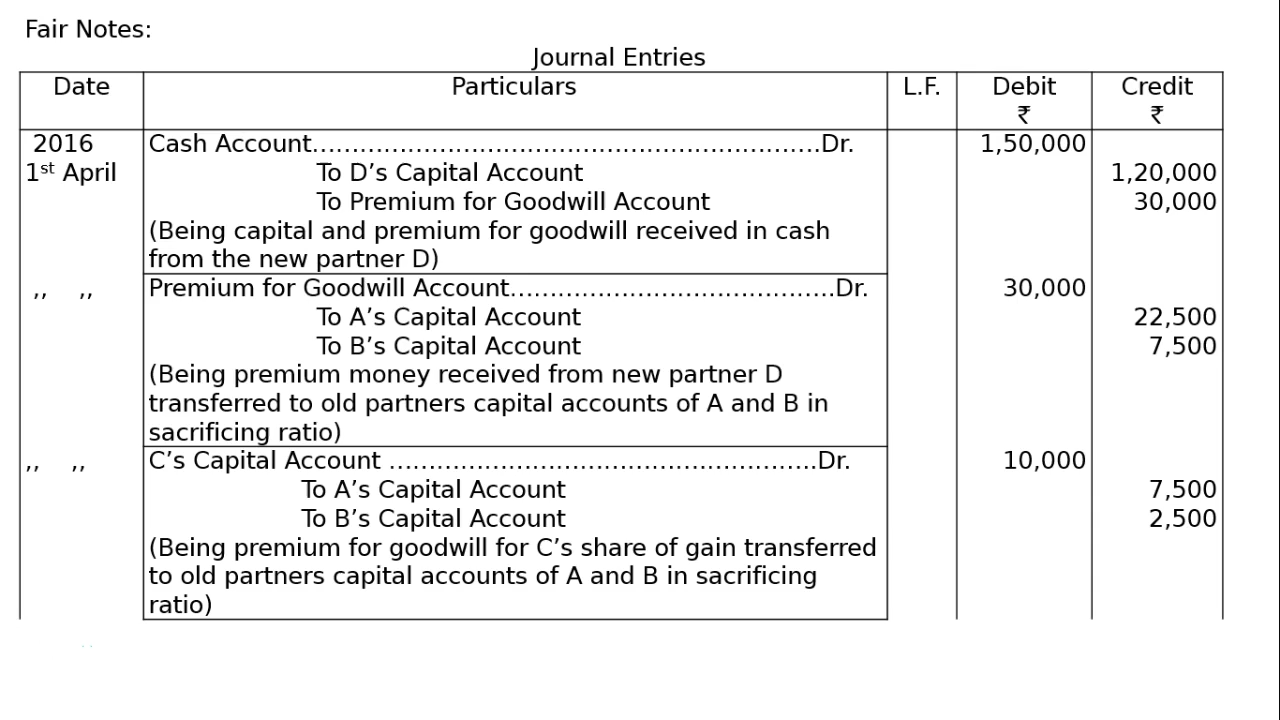 Fair Notes:
Journal Entries
Date Particulars L.F. Debit Credit
₹ ₹
2016 Cash Account………………………………………………………Dr. 1,50,000
1st April To D’s Capital Account 1,20,000
To Premium for Goodwill Account 30,000
(Being capital and premium for goodwill received in cash
from the new partner D)
,, ,, Premium for Goodwill Account…………………………………..Dr. 30,000
To A’s Capital Account 22,500
To B’s Capital Account 7,500
(Being premium money received from new partner D
transferred to old partners capital accounts of A and B in
sacrificing ratio)
,, ,, C’s Capital Account ………………………………………………Dr. 10,000
To A’s Capital Account 7,500
To B’s Capital Account 2,500
(Being premium for goodwill for C’s share of gain transferred
to old partners capital accounts of A and B in sacrificing
ratio)